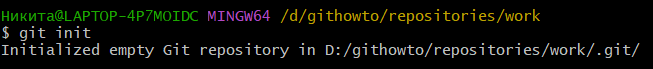 Никита@LAPTOP-4P7MOIDC MINGW64 /d/githowto/repositories/work
$ git init
Initialized empty Git repository in D:/githowto/repositories/work/.git/